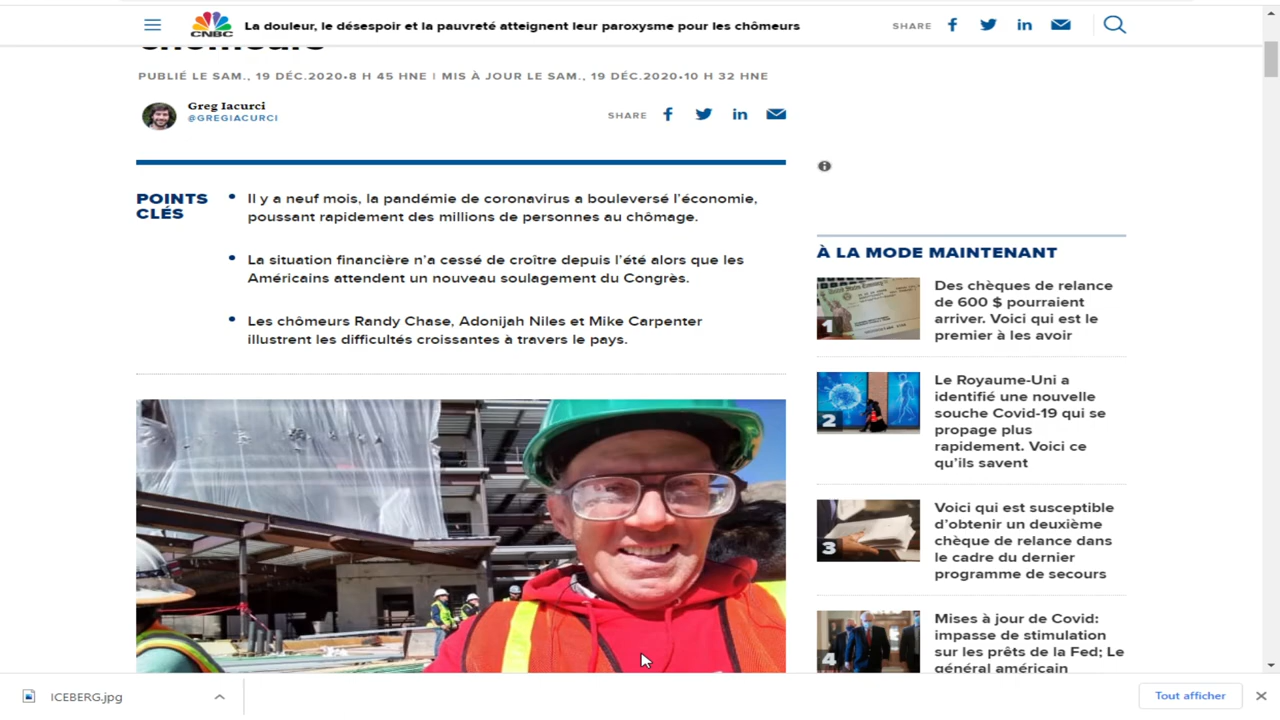 CNBC
La douleur, le désespoir et la pauvreté atteignent leur paroxysme pour les chômeurs
SHARE
chômeurs
PUBLIÉ LE SAM., 19 DÉC.2020•8 H 45 HNE | MIS À JOUR LE SAM., 19 DÉC.2020•10 H 32 HNE
Greg Iacurci
@GREGIACURCI
SHARE
POINTS
CLÉS
• Il y a neuf mois, la pandémie de coronavirus a bouleversé l’économie,
poussant rapidement des millions de personnes au chômage.
• La situation financière n’a cessé de croître depuis l’été alors que les
Américains attendent un nouveau soulagement du Congrès.
• Les chômeurs Randy Chase, Adonijah Niles et Mike Carpenter
illustrent les difficultés croissantes à travers le pays.
À LA MODE MAINTENANT
1
Des chèques de relance
de 600 $ pourraient
arriver. Voici qui est le
premier à les avoir
2
Le Royaume-Uni a
identifié une nouvelle
souche Covid-19 qui se
propage plus
rapidement. Voici ce
qu’ils savent
3
Voici qui est susceptible
d’obtenir un deuxième
chèque de relance dans
le cadre du dernier
programme de secours
4
Mises à jour de Covid:
impasse de stimulation
sur les prêts de la Fed; Le
général américain
ICEBERG.jpg
Tout afficher